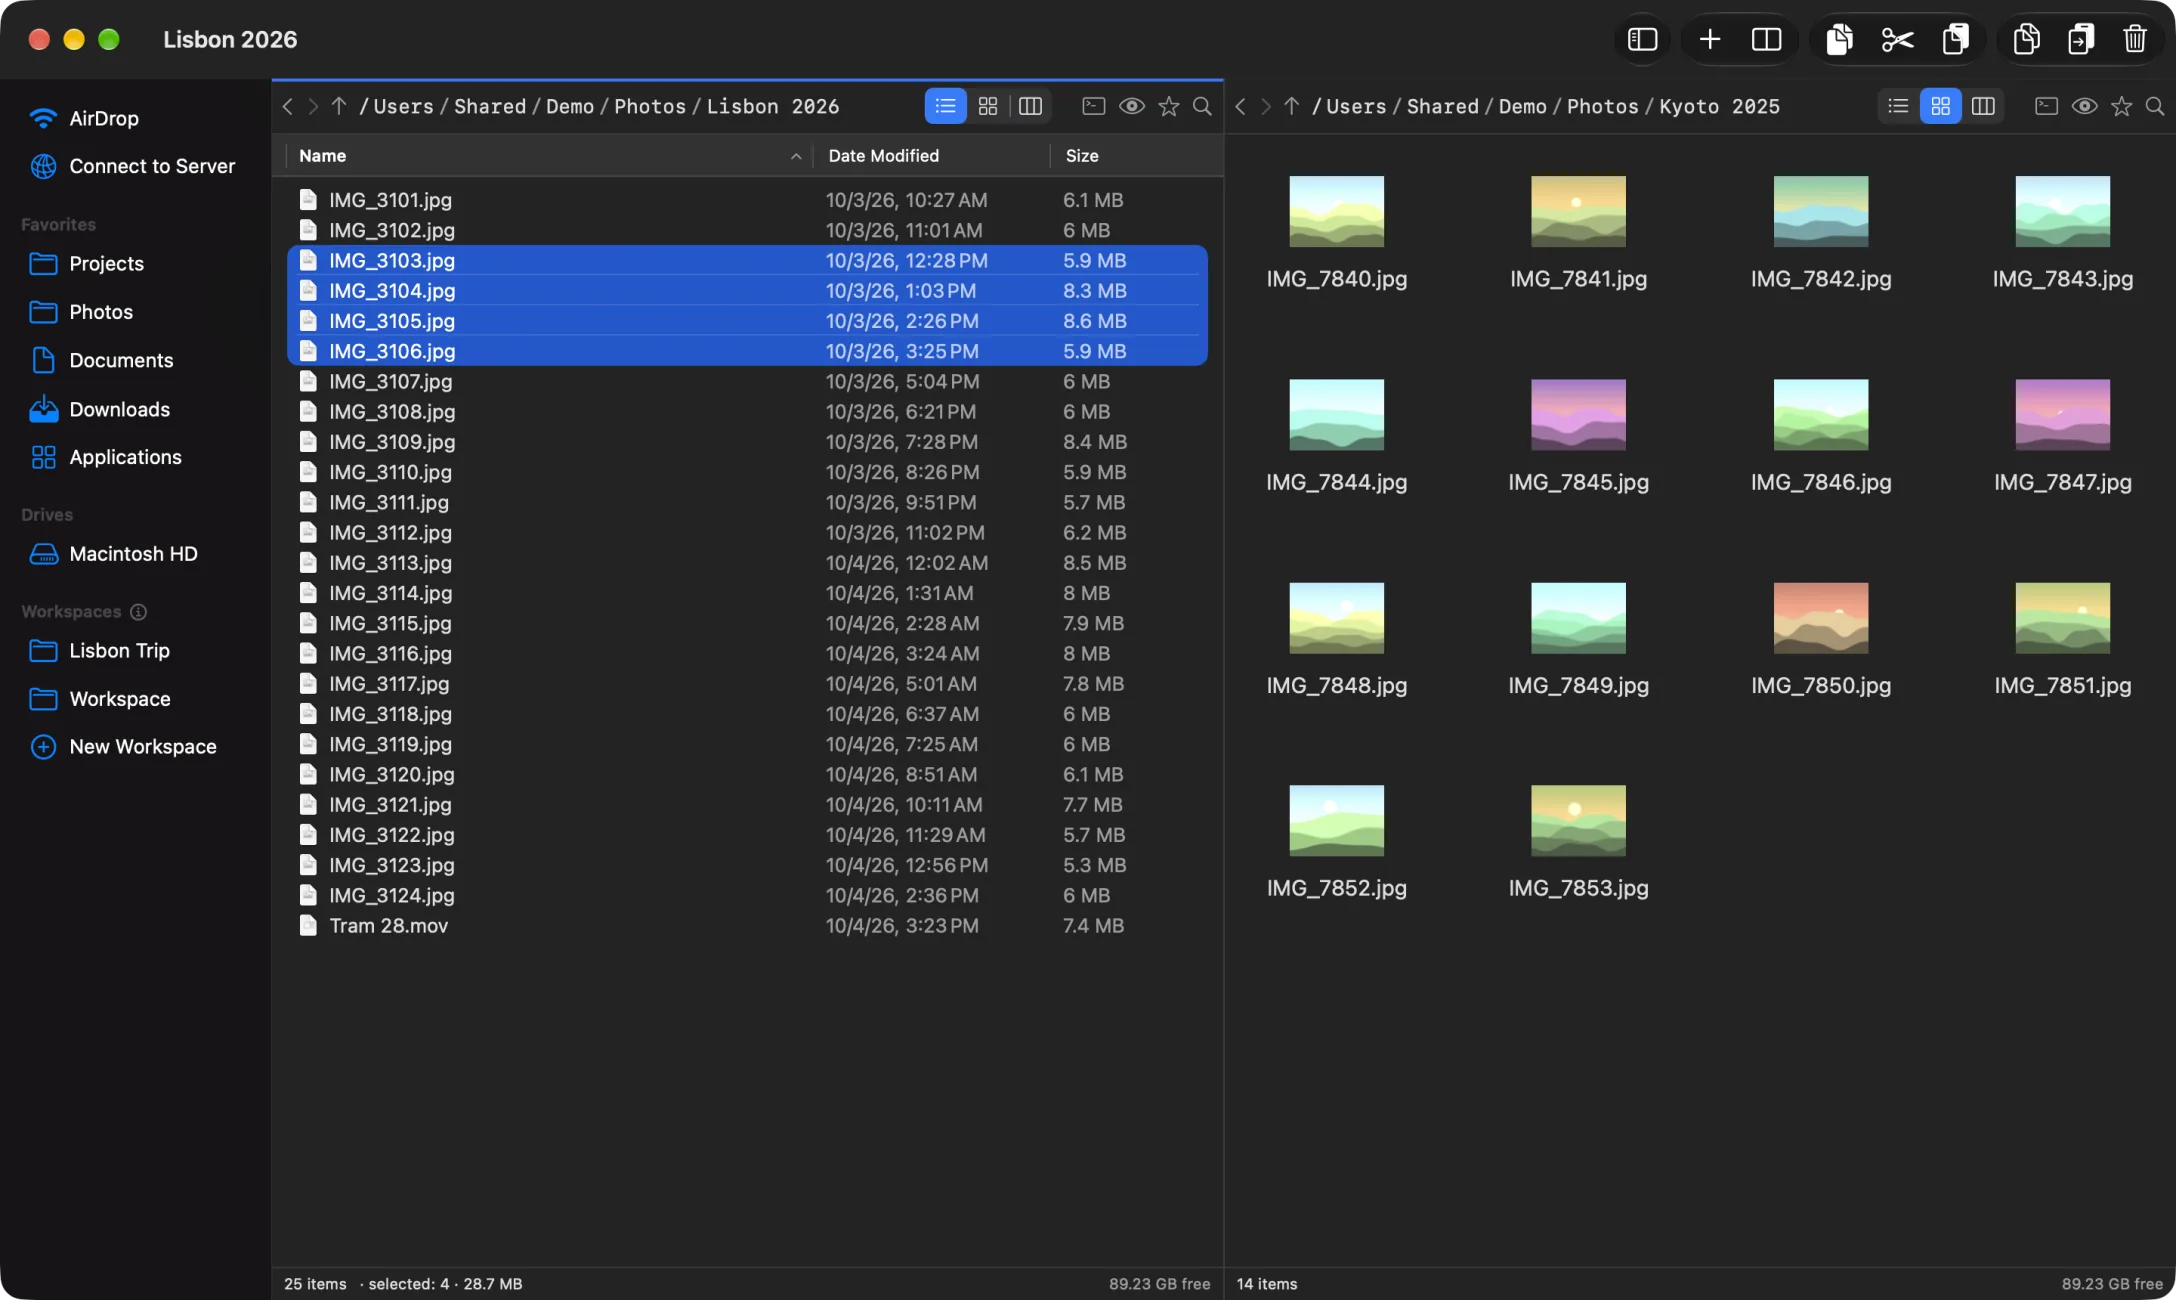 Lisbon 2026
AirDrop
Connect to Server
Favorites
Projects
Photos
Documents
Downloads
Applications
Drives
Macintosh HD
Workspaces
Lisbon Trip
Workspace
New Workspace
/Users/Shared/Demo/Photos/Lisbon 2026
Name Date Modified Size
IMG_3101.jpg 10/3/26, 10:27 AM 6.1 MB
IMG_3102.jpg 10/3/26, 11:01 AM 6 MB
IMG_3103.jpg 10/3/26, 12:28 PM 5.9 MB
IMG_3104.jpg 10/3/26, 1:03 PM 8.3 MB
IMG_3105.jpg 10/3/26, 2:26 PM 8.6 MB
IMG_3106.jpg 10/3/26, 3:25 PM 5.9 MB
IMG_3107.jpg 10/3/26, 5:04 PM 6 MB
IMG_3108.jpg 10/3/26, 6:21 PM 6 MB
IMG_3109.jpg 10/3/26, 7:28 PM 8.4 MB
IMG_3110.jpg 10/3/26, 8:26 PM 5.9 MB
IMG_3111.jpg 10/3/26, 9:51 PM 5.7 MB
IMG_3112.jpg 10/3/26, 11:02 PM 6.2 MB
IMG_3113.jpg 10/4/26, 12:02 AM 8.5 MB
IMG_3114.jpg 10/4/26, 1:31 AM 8 MB
IMG_3115.jpg 10/4/26, 2:28 AM 7.9 MB
IMG_3116.jpg 10/4/26, 3:24 AM 8 MB
IMG_3117.jpg 10/4/26, 5:01 AM 7.8 MB
IMG_3118.jpg 10/4/26, 6:37 AM 6 MB
IMG_3119.jpg 10/4/26, 7:25 AM 6 MB
IMG_3120.jpg 10/4/26, 8:51 AM 6.1 MB
IMG_3121.jpg 10/4/26, 10:11 AM 7.7 MB
IMG_3122.jpg 10/4/26, 11:29 AM 5.7 MB
IMG_3123.jpg 10/4/26, 12:56 PM 5.3 MB
IMG_3124.jpg 10/4/26, 2:36 PM 6 MB
Tram 28.mov 10/4/26, 3:23 PM 7.4 MB
25 items · selected: 4 · 28.7 MB 89.23 GB free
/Users/Shared/Demo/Photos/Kyoto 2025
IMG_7840.jpg IMG_7841.jpg IMG_7842.jpg IMG_7843.jpg
IMG_7844.jpg IMG_7845.jpg IMG_7846.jpg IMG_7847.jpg
IMG_7848.jpg IMG_7849.jpg IMG_7850.jpg IMG_7851.jpg
IMG_7852.jpg IMG_7853.jpg
14 items 89.23 GB free